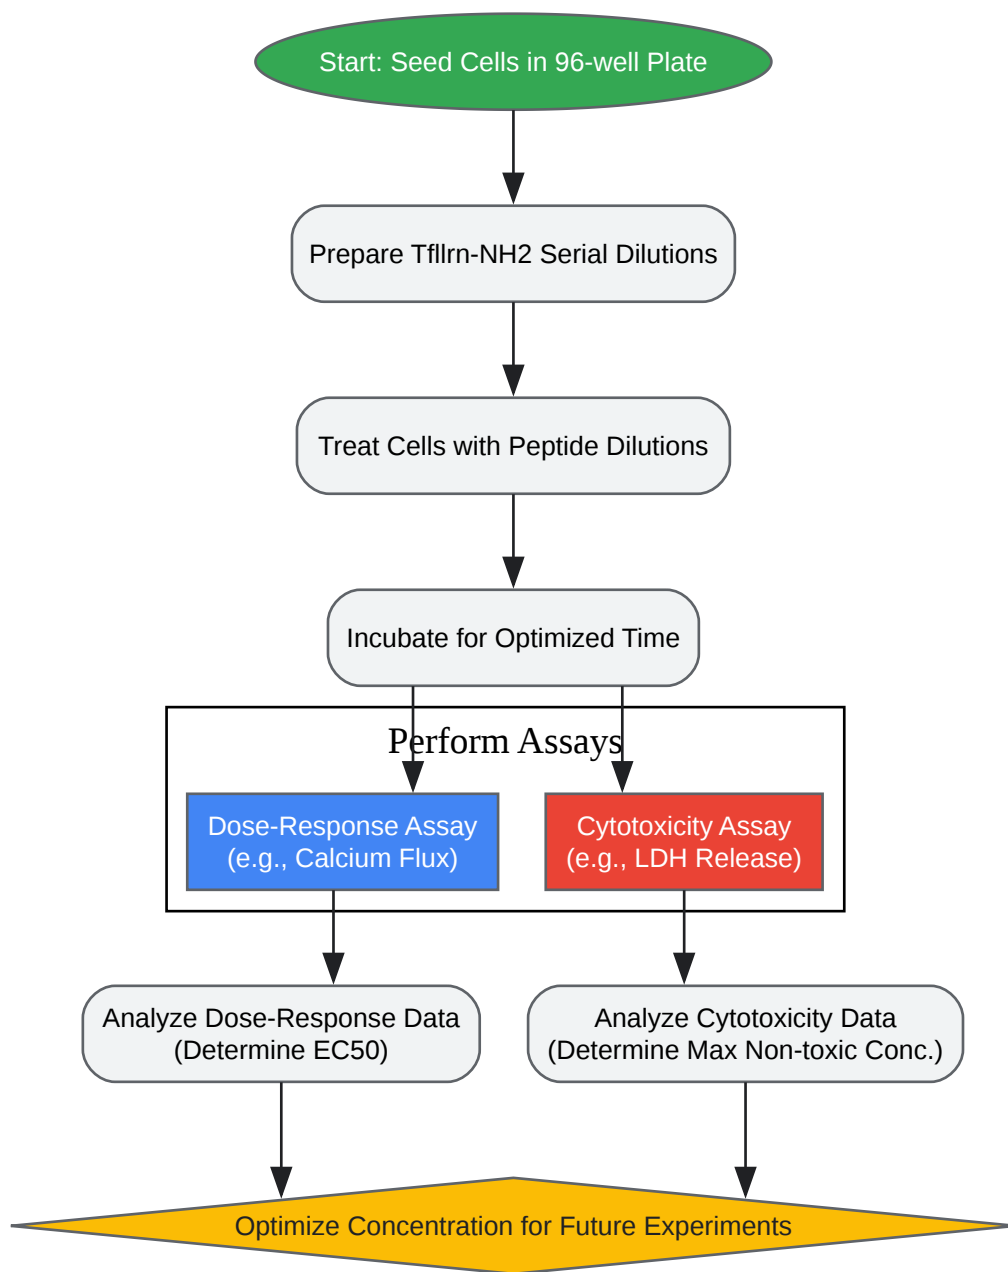 Start: Seed Cells in 96-well Plate
Prepare Tfllrn-NH2 Serial Dilutions
Treat Cells with Peptide Dilutions
Incubate for Optimized Time
Perform Assays
Dose-Response Assay
(e.g., Calcium Flux)
Cytotoxicity Assay
(e.g., LDH Release)
Analyze Dose-Response Data
(Determine EC50)
Analyze Cytotoxicity Data
(Determine Max Non-toxic Conc.)
Optimize Concentration for Future Experiments